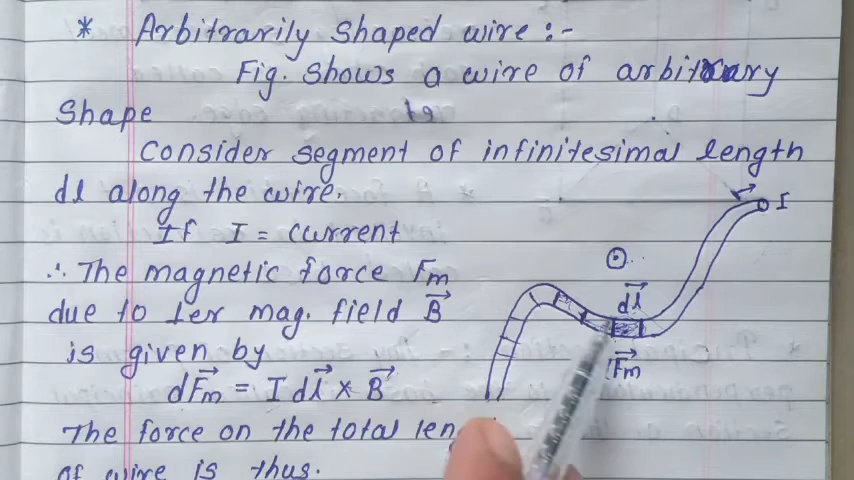 * Arbitrarily shaped wire :-
Fig. shows a wire of arbitrary
Shape
Consider segment of infinitesimal length
dl along the wire.
If I = current
∴ The magnetic force Fm
due to ⊥er mag. field B⃗
is given by
dF⃗m = I dl⃗ × B⃗
The force on the total len
of wire is thus.
⊥er
I
dl⃗
F⃗m